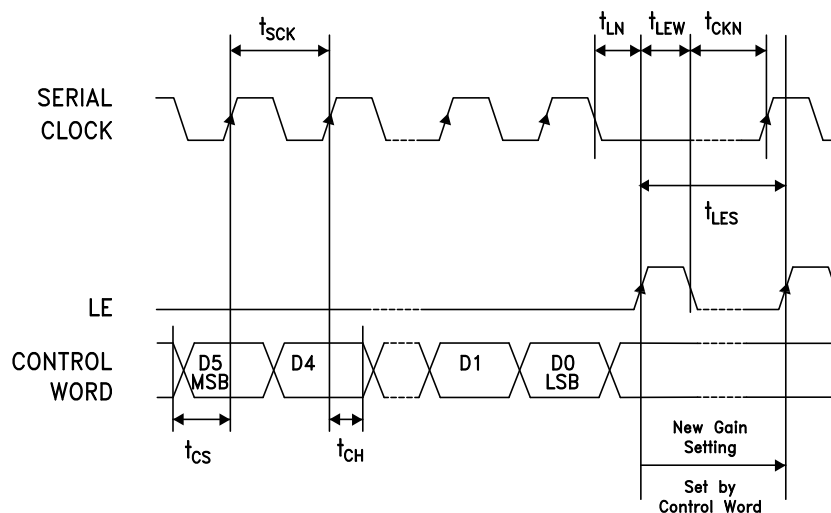 tSCK
tLN
tLEW
tCKN
SERIAL
CLOCK
tLES
LE
CONTROL
WORD
D5
MSB
D4
D1
D0
LSB
tCS
tCH
New Gain
Setting
Set by
Control Word